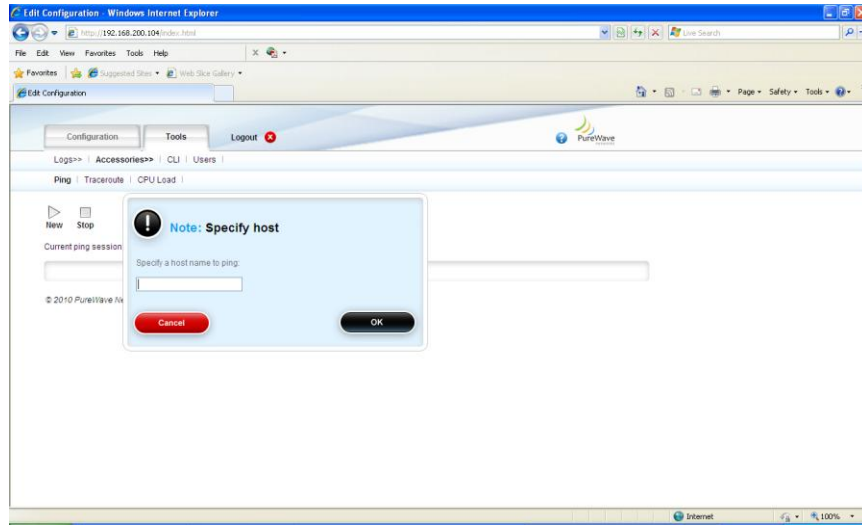 Edit Configuration - Windows Internet Explorer
http://192.168.200.104/index.html
Live Search
File Edit View Favorites Tools Help
Favorites Suggested Sites Web Slice Gallery
Edit Configuration
Page Safety Tools
Configuration Tools Logout
PureWave
Logs>> Accessories>> CLI Users
Ping Traceroute CPU Load
New Stop
Note: Specify host
Current ping session
Specify a host name to ping:
© 2010 PureWave Ne
Cancel OK
Internet 100%